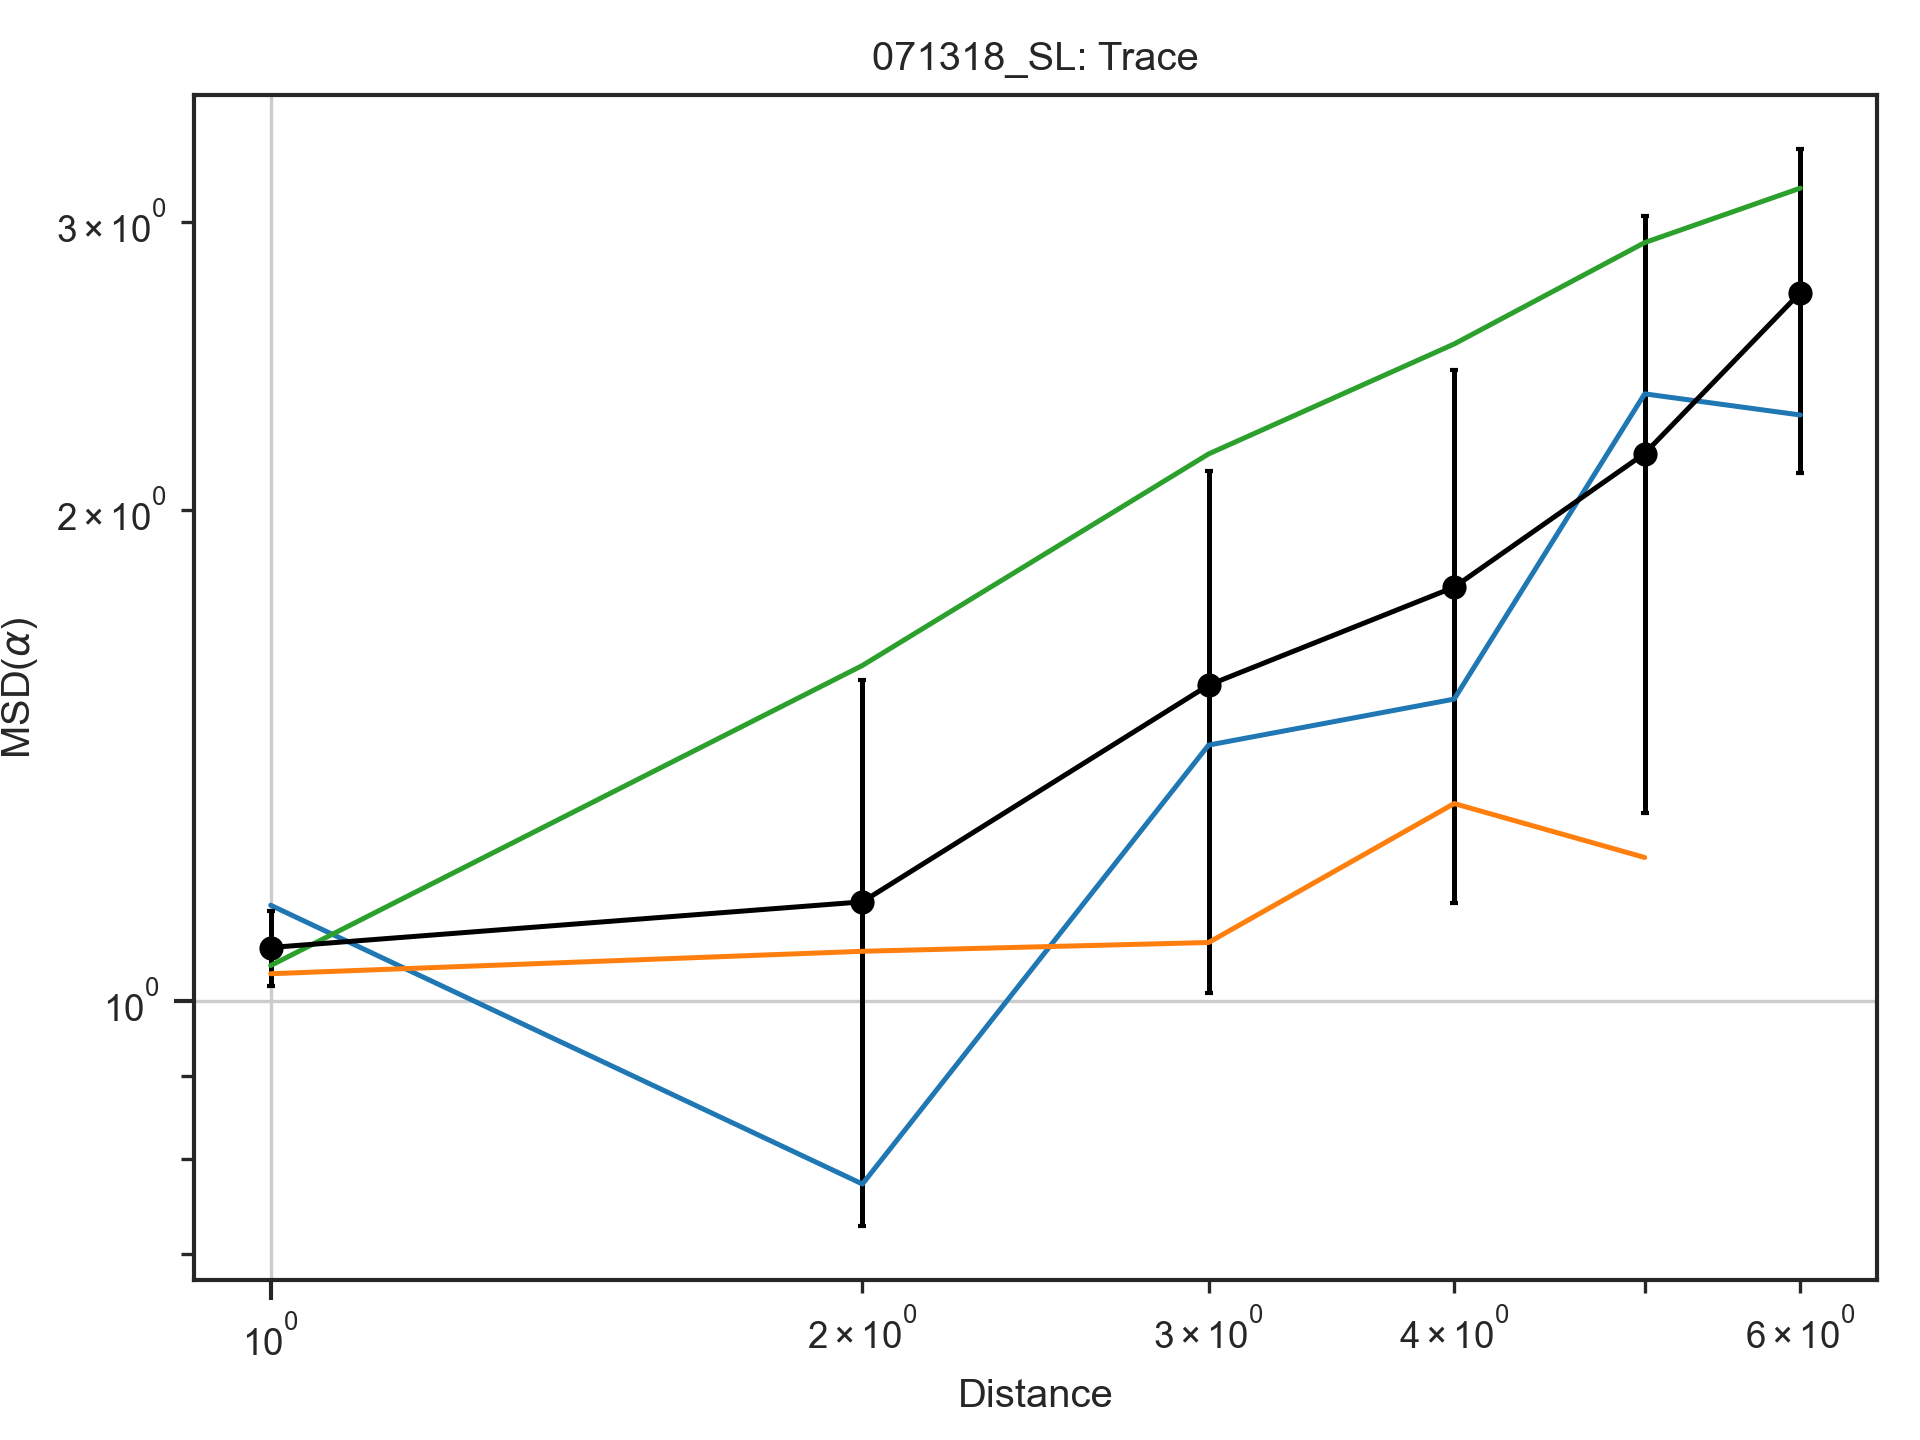 071318_SL: Trace
MSD(α)
3 × 10⁰
2 × 10⁰
10⁰
10⁰ 2 × 10⁰ 3 × 10⁰ 4 × 10⁰ 6 × 10⁰
Distance